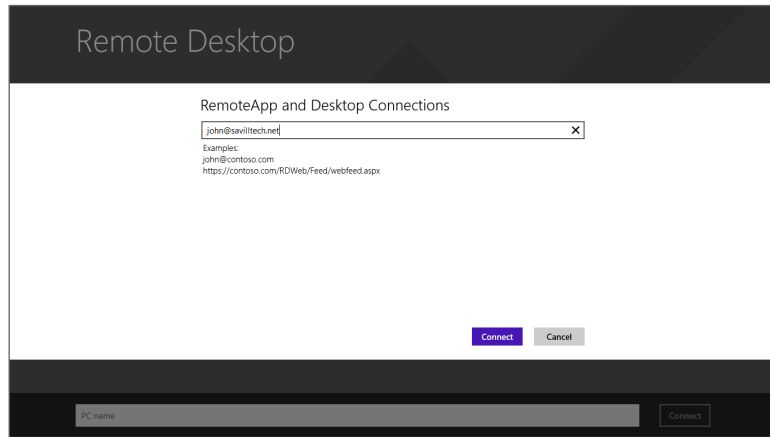 Remote Desktop
RemoteApp and Desktop Connections
john@savilltech.net
Examples:
john@contoso.com
https://contoso.com/RDWeb/Feed/webfeed.aspx
Connect Cancel
PC name Connect